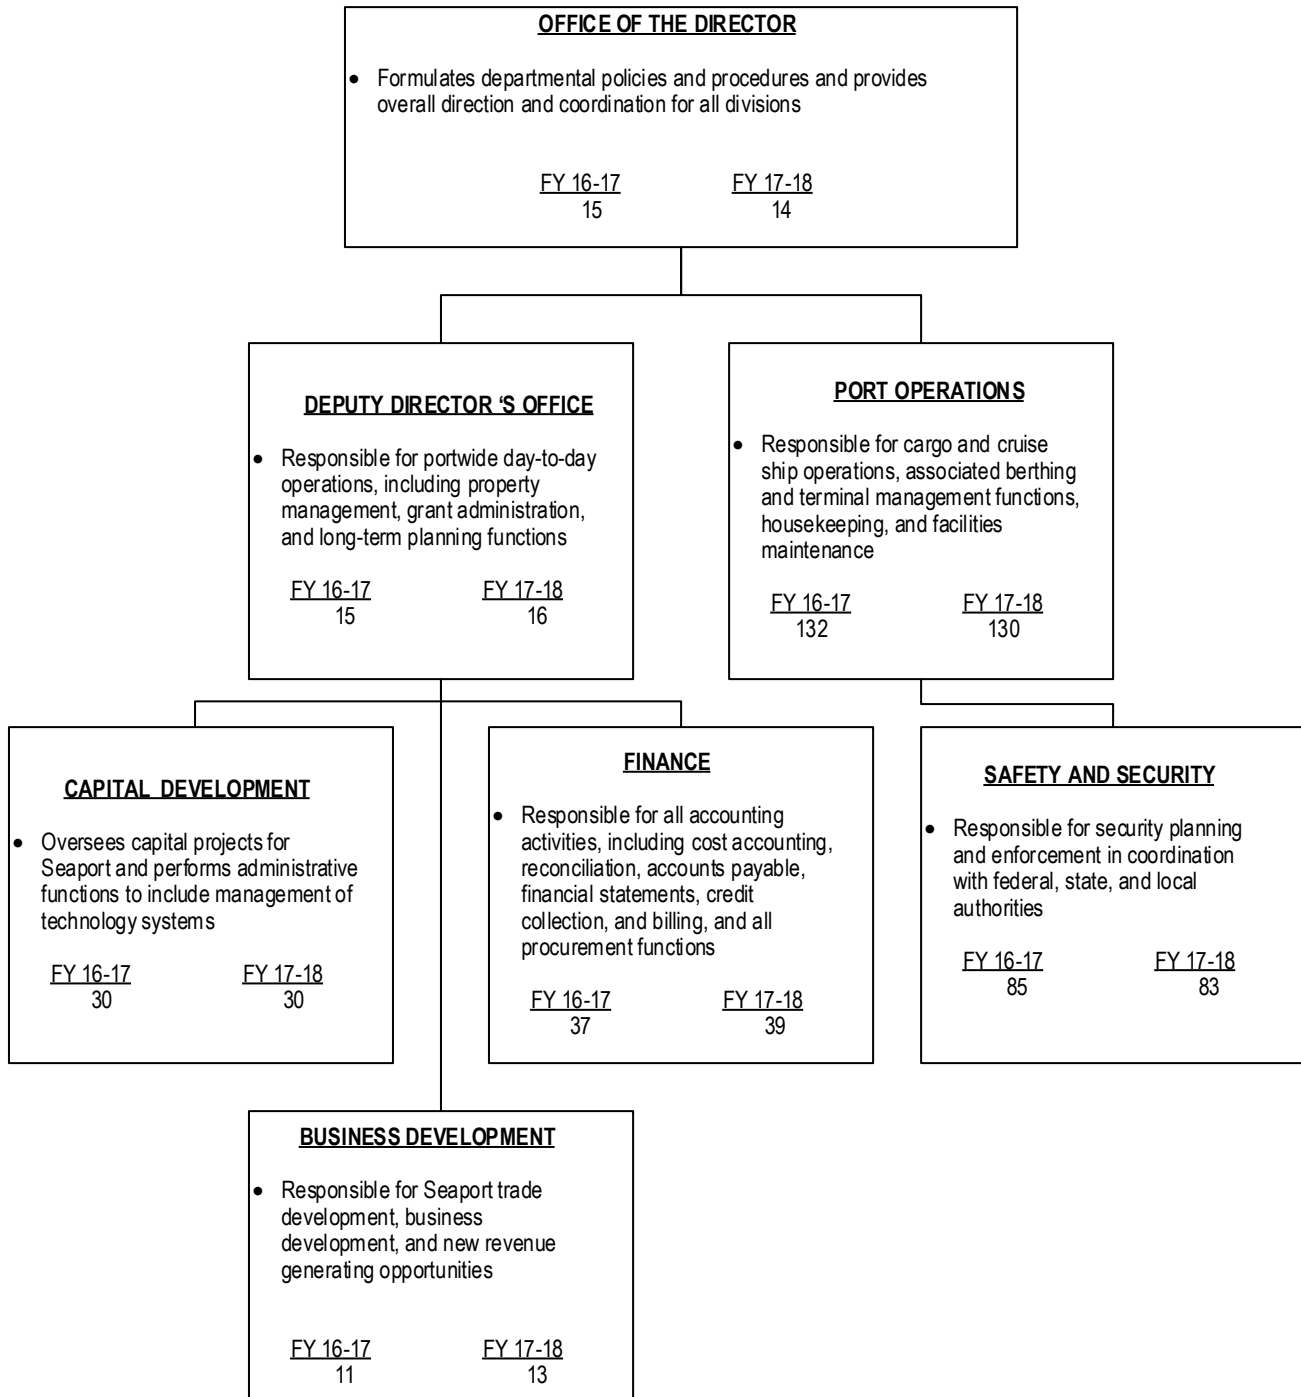 OFFICE OF THE DIRECTOR
• Formulates departmental policies and procedures and provides
overall direction and coordination for all divisions
FY 16-17 FY 17-18
15 14
DEPUTY DIRECTOR ‘S OFFICE
• Responsible for portwide day-to-day
operations, including property
management, grant administration,
and long-term planning functions
FY 16-17 FY 17-18
15 16
PORT OPERATIONS
• Responsible for cargo and cruise
ship operations, associated berthing
and terminal management functions,
housekeeping, and facilities
maintenance
FY 16-17 FY 17-18
132 130
CAPITAL DEVELOPMENT
• Oversees capital projects for
Seaport and performs administrative
functions to include management of
technology systems
FY 16-17 FY 17-18
30 30
FINANCE
• Responsible for all accounting
activities, including cost accounting,
reconciliation, accounts payable,
financial statements, credit
collection, and billing, and all
procurement functions
FY 16-17 FY 17-18
37 39
SAFETY AND SECURITY
• Responsible for security planning
and enforcement in coordination
with federal, state, and local
authorities
FY 16-17 FY 17-18
85 83
BUSINESS DEVELOPMENT
• Responsible for Seaport trade
development, business
development, and new revenue
generating opportunities
FY 16-17 FY 17-18
11 13